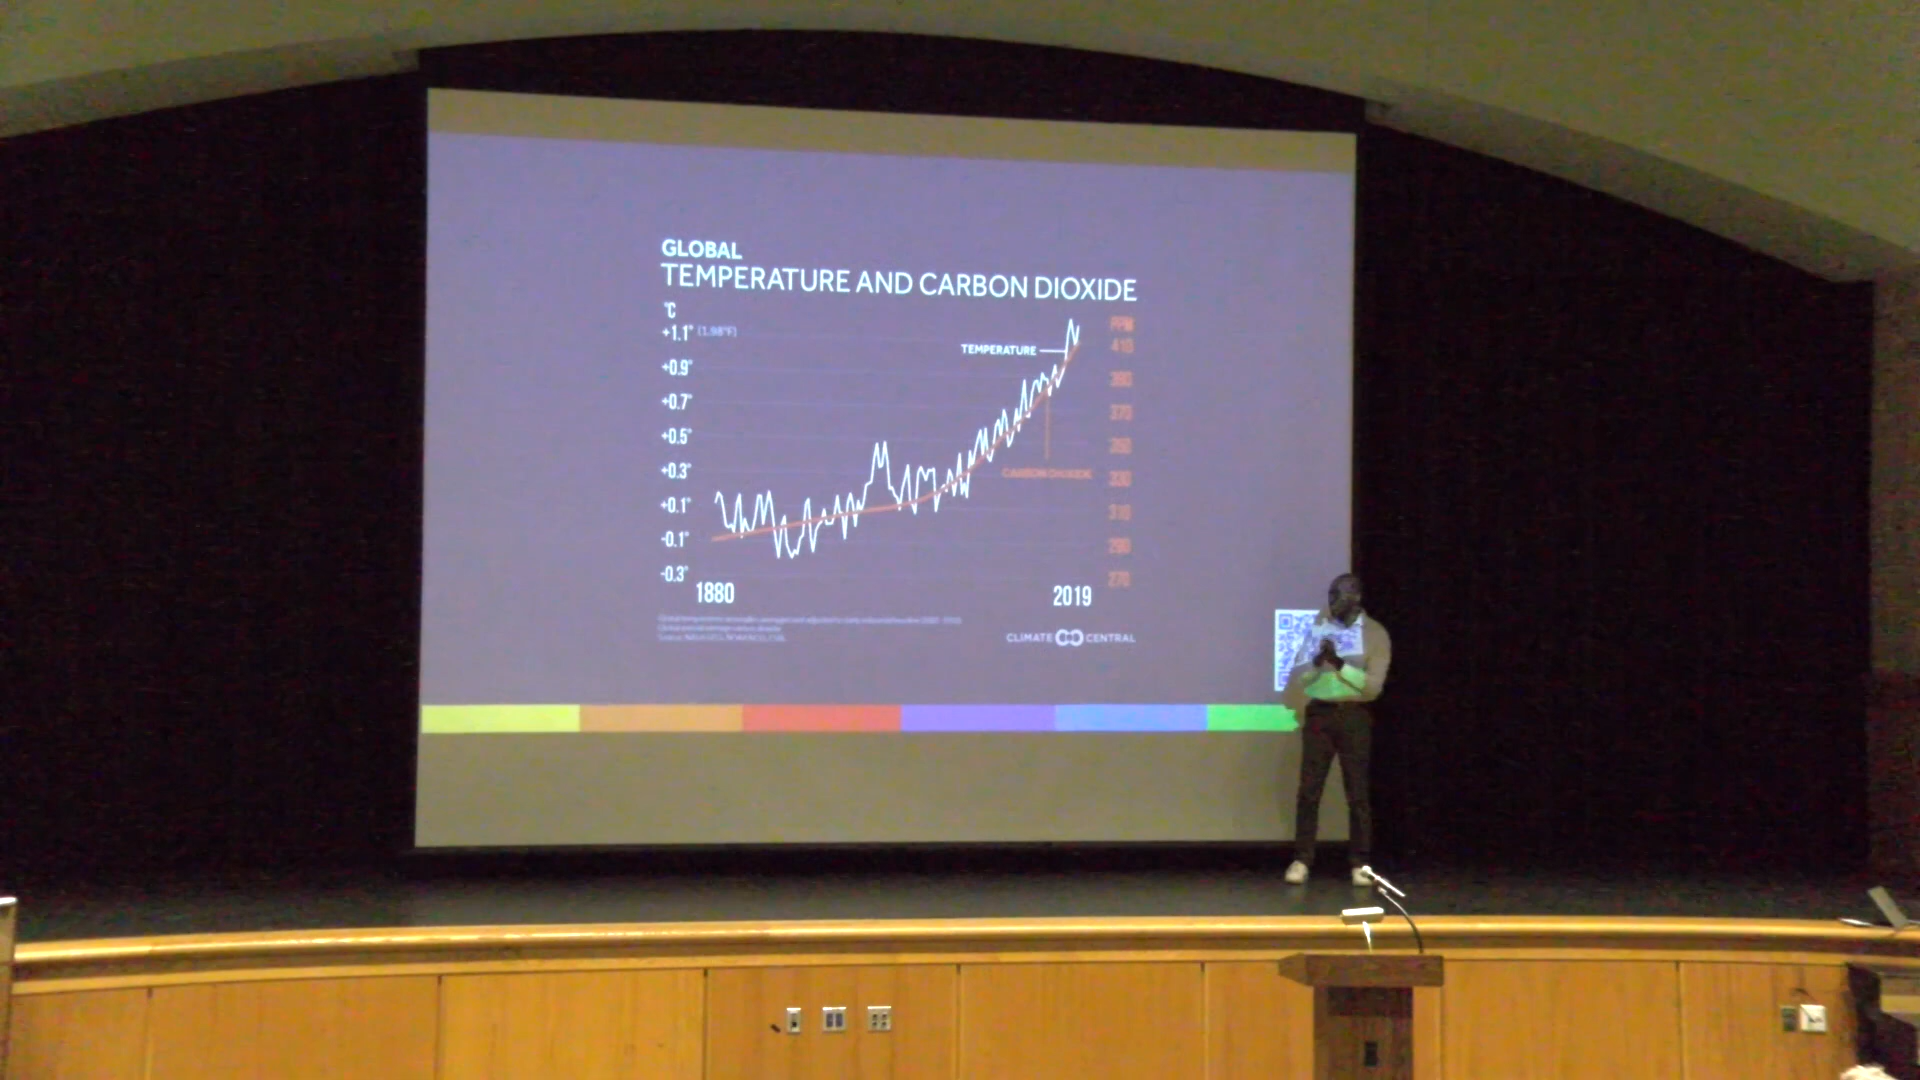 GLOBAL
TEMPERATURE AND CARBON DIOXIDE
°C
+1.1° (1.98°F)
+0.9°
+0.7°
+0.5°
+0.3°
+0.1°
-0.1°
-0.3°
TEMPERATURE
CARBON DIOXIDE
PPM
410
390
370
350
330
310
290
270
1880
2019
CLIMATE CENTRAL